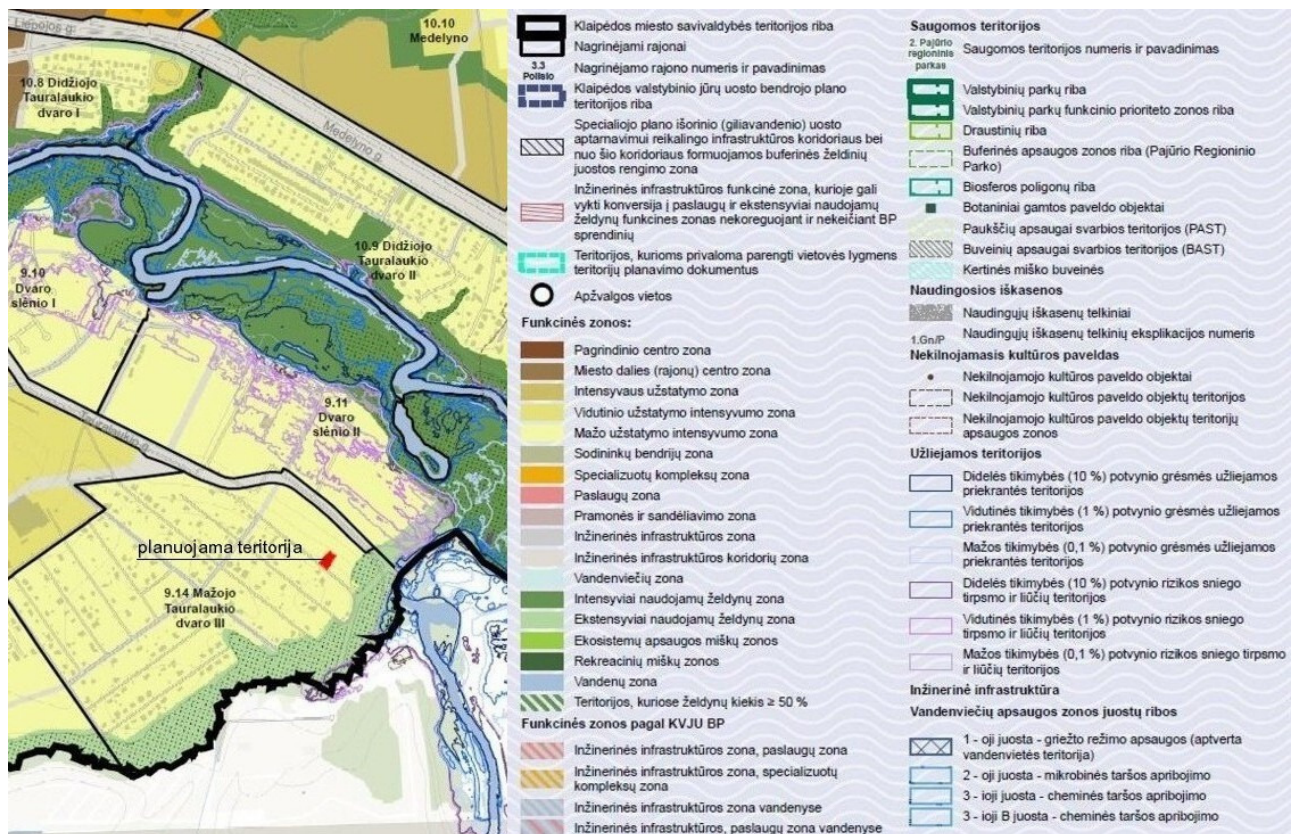 Liepojos g.
10.10
Medelyno
10.8 Didžiojo
Tauralaukio
dvaro I
Medelyno g.
10.9 Didžiojo
Tauralaukio
dvaro II
9.10
Dvaro
slėnio I
9.11
Dvaro
slėnio II
Tauralaukio g.
planuojama teritorija
9.14 Mažojo
Tauralaukio
dvaro III
Klaipėdos miesto savivaldybės teritorijos riba
Nagrinėjami rajonai
3.3
Polisio
Nagrinėjamo rajono numeris ir pavadinimas
Klaipėdos valstybinio jūrų uosto bendrojo plano
teritorijos riba
Specialiojo plano išorinio (giliavandenio) uosto
aptarnavimui reikalingo infrastruktūros koridoriaus bei
nuo šio koridoriaus formuojamos buferinės želdinių
juostos rengimo zona
Inžinerinės infrastruktūros funkcinė zona, kurioje gali
vykti konversija į paslaugų ir ekstensyviai naudojamų
želdynų funkcines zonas nekoreguojant ir nekeičiant BP
sprendinių
Teritorijos, kurioms privaloma parengti vietovės lygmens
teritorijų planavimo dokumentus
Apžvalgos vietos
Funkcinės zonos:
Pagrindinio centro zona
Miesto dalies (rajonų) centro zona
Intensyvaus užstatymo zona
Vidutinio užstatymo intensyvumo zona
Mažo užstatymo intensyvumo zona
Sodininkų bendrijų zona
Specializuotų kompleksų zona
Paslaugų zona
Pramonės ir sandėliavimo zona
Inžinerinės infrastruktūros zona
Inžinerinės infrastruktūros koridorių zona
Vandenviečių zona
Intensyviai naudojamų želdynų zona
Ekstensyviai naudojamų želdynų zona
Ekosistemų apsaugos miškų zonos
Rekreacinių miškų zonos
Vandenų zona
Teritorijos, kuriose želdynų kiekis ≥ 50 %
Funkcinės zonos pagal KVJU BP
Inžinerinės infrastruktūros zona, paslaugų zona
Inžinerinės infrastruktūros zona, specializuotų
kompleksų zona
Inžinerinės infrastruktūros zona vandenyse
Inžinerinės infrastruktūros, paslaugų zona vandenyse
Saugomos teritorijos
2. Pajūrio
regioninis
parkas
Saugomos teritorijos numeris ir pavadinimas
Valstybinių parkų riba
Valstybinių parkų funkcinio prioriteto zonos riba
Draustinių riba
Buferinės apsaugos zonos riba (Pajūrio Regioninio
Parko)
Biosferos poligonų riba
Botaniniai gamtos paveldo objektai
Paukščių apsaugai svarbios teritorijos (PAST)
Buveinių apsaugai svarbios teritorijos (BAST)
Kertinės miško buveinės
Naudingosios iškasenos
Naudingųjų iškasenų telkiniai
1.Gn/P
Naudingųjų iškasenų telkinių eksplikacijos numeris
Nekilnojamasis kultūros paveldas
Nekilnojamojo kultūros paveldo objektai
Nekilnojamojo kultūros paveldo objektų teritorijos
Nekilnojamojo kultūros paveldo objektų teritorijų
apsaugos zonos
Užliejamos teritorijos
Didelės tikimybės (10 %) potvynio grėsmės užliejamos
priekrantės teritorijos
Vidutinės tikimybės (1 %) potvynio grėsmės užliejamos
priekrantės teritorijos
Mažos tikimybės (0,1 %) potvynio grėsmės užliejamos
priekrantės teritorijos
Didelės tikimybės (10 %) potvynio rizikos sniego
tirpsmo ir liūčių teritorijos
Vidutinės tikimybės (1 %) potvynio rizikos sniego
tirpsmo ir liūčių teritorijos
Mažos tikimybės (0,1 %) potvynio rizikos sniego tirpsmo
ir liūčių teritorijos
Inžinerinė infrastruktūra
Vandenviečių apsaugos zonos juostų ribos
1 - oji juosta - griežto režimo apsaugos (aptverta
vandenvietės teritorija)
2 - oji juosta - mikrobinės taršos apribojimo
3 - ioji juosta - cheminės taršos apribojimo
3 - ioji B juosta - cheminės taršos apribojimo